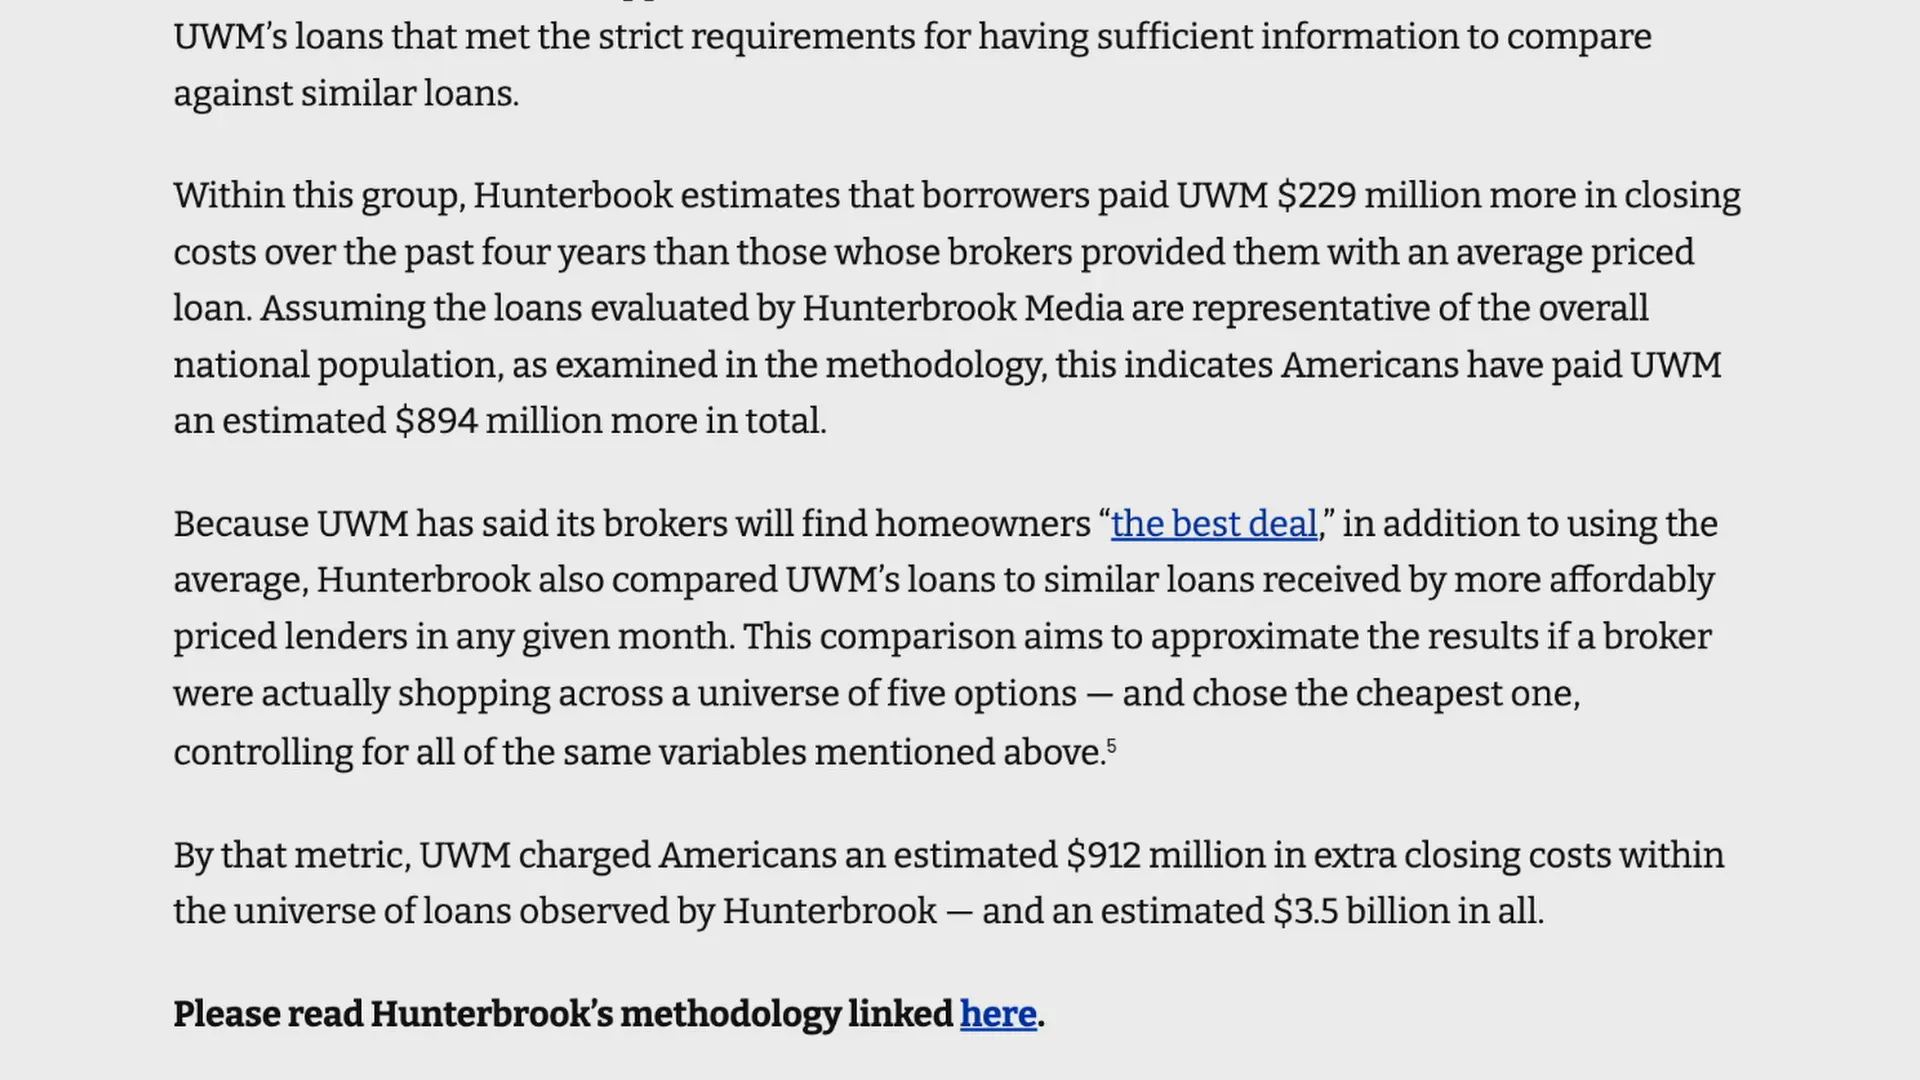 UWM’s loans that met the strict requirements for having sufficient information to compare
against similar loans.
Within this group, Hunterbook estimates that borrowers paid UWM $229 million more in closing
costs over the past four years than those whose brokers provided them with an average priced
loan. Assuming the loans evaluated by Hunterbrook Media are representative of the overall
national population, as examined in the methodology, this indicates Americans have paid UWM
an estimated $894 million more in total.
Because UWM has said its brokers will find homeowners “the best deal,” in addition to using the
average, Hunterbrook also compared UWM’s loans to similar loans received by more affordably
priced lenders in any given month. This comparison aims to approximate the results if a broker
were actually shopping across a universe of five options — and chose the cheapest one,
controlling for all of the same variables mentioned above.⁵
By that metric, UWM charged Americans an estimated $912 million in extra closing costs within
the universe of loans observed by Hunterbrook — and an estimated $3.5 billion in all.
Please read Hunterbrook’s methodology linked here.